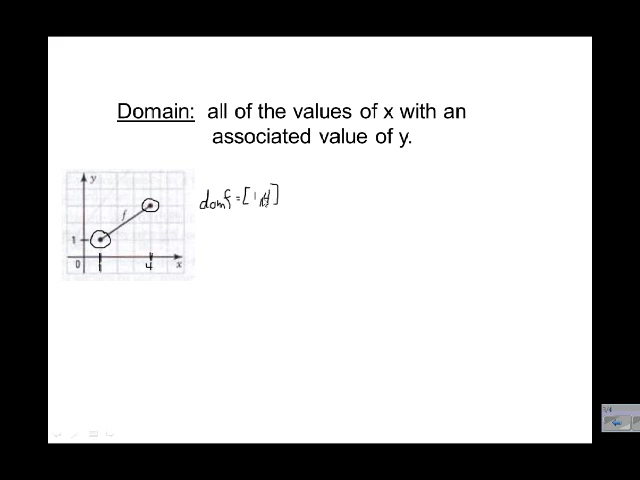 Domain: all of the values of x with an
associated value of y.
y
dom f = [1,4]
f
1
0
1
4
x